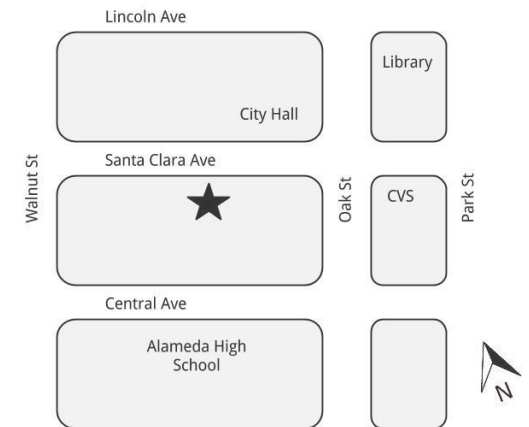 Lincoln Ave
Library
City Hall
Walnut St
Santa Clara Ave
Oak St
CVS
Park St
Central Ave
Alameda High
School
N